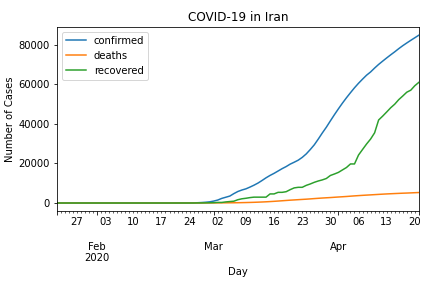 COVID-19 in Iran
confirmed
deaths
recovered
Number of Cases
80000
60000
40000
20000
0
27 03 10 17 24 02 09 16 23 30 06 13 20
Feb Mar Apr
2020
Day